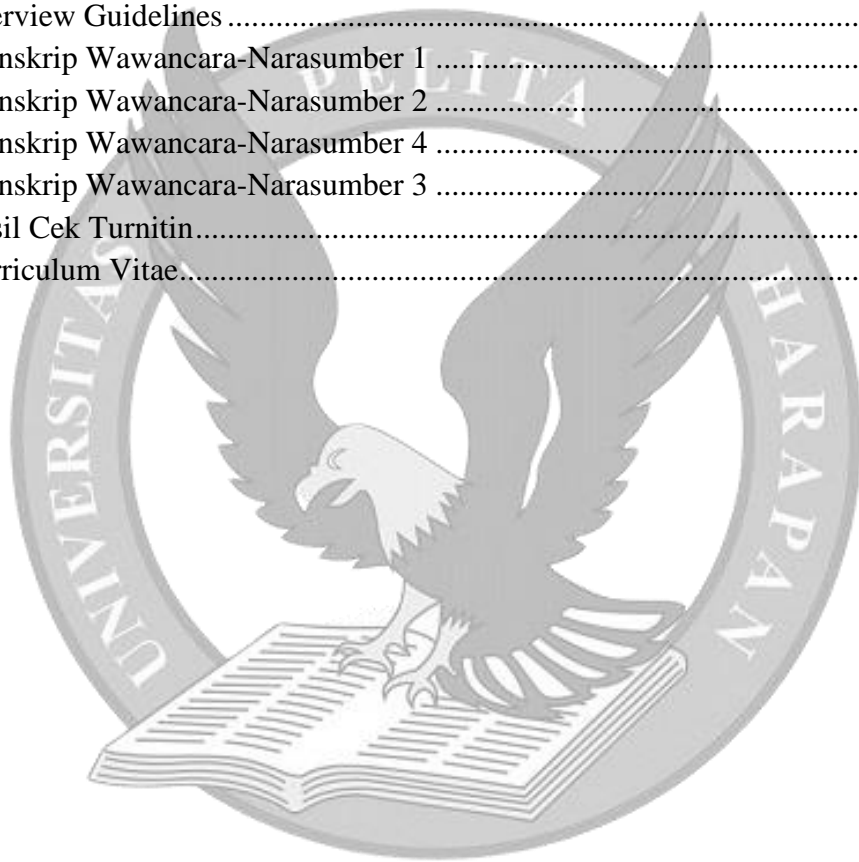 erview Guidelines ........................................................................................
nskrip Wawancara-Narasumber 1 ......................................................
nskrip Wawancara-Narasumber 2 ......................................................
nskrip Wawancara-Narasumber 4 ......................................................
nskrip Wawancara-Narasumber 3 ......................................................
sil Cek Turnitin....................................................................................
rriculum Vitae......................................................................................
UNIVERSITAS PELITA HARAPAN